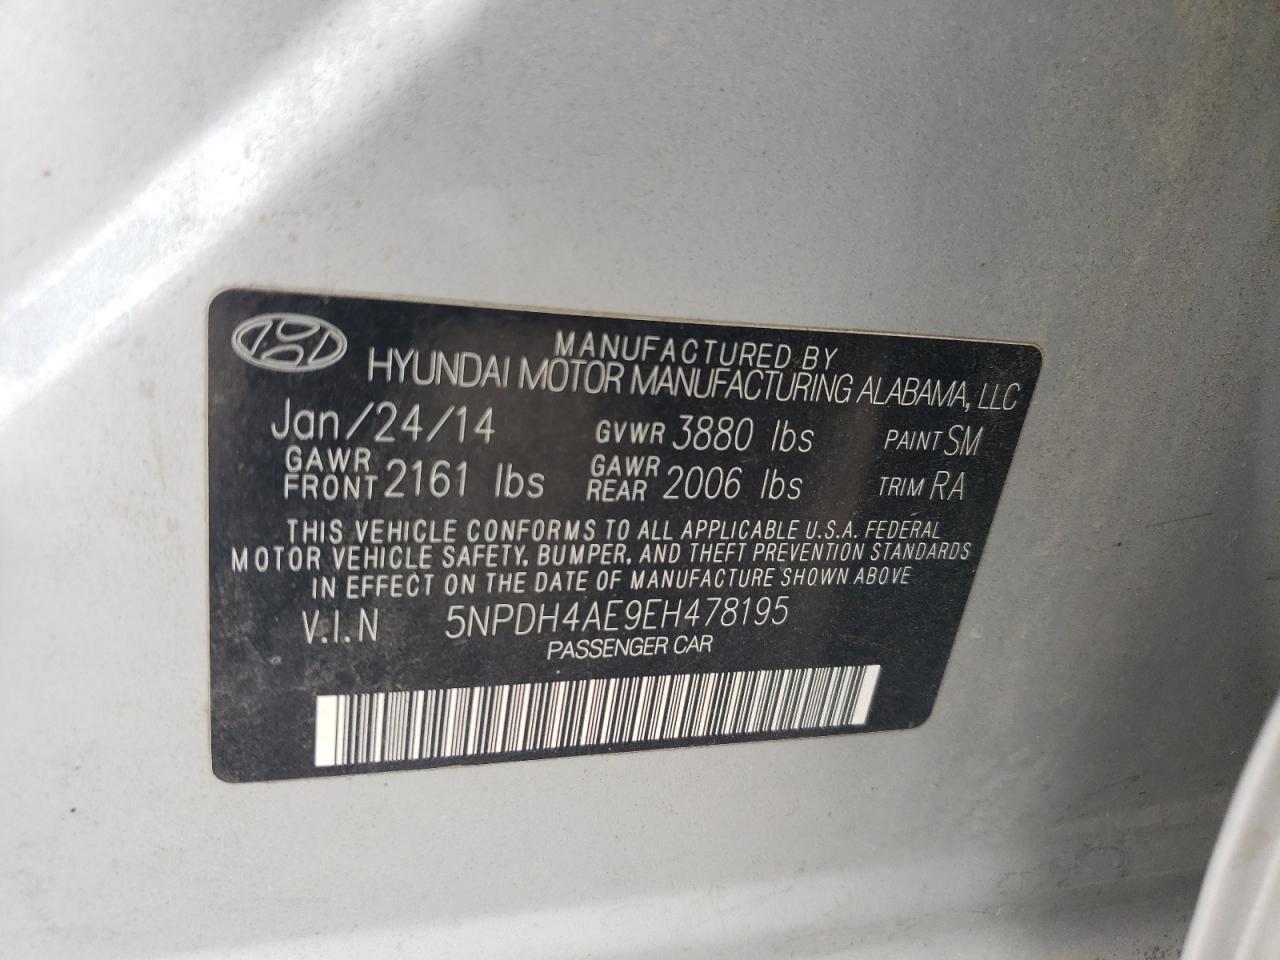 MANUFACTURED BY
HYUNDAI MOTOR MANUFACTURING ALABAMA, LLC
Jan/24/14 GVWR 3880 lbs PAINT SM
GAWR FRONT 2161 lbs GAWR REAR 2006 lbs TRIM RA
THIS VEHICLE CONFORMS TO ALL APPLICABLE U.S.A. FEDERAL
MOTOR VEHICLE SAFETY, BUMPER, AND THEFT PREVENTION STANDARDS
IN EFFECT ON THE DATE OF MANUFACTURE SHOWN ABOVE
V.I.N 5NPDH4AE9EH478195
PASSENGER CAR